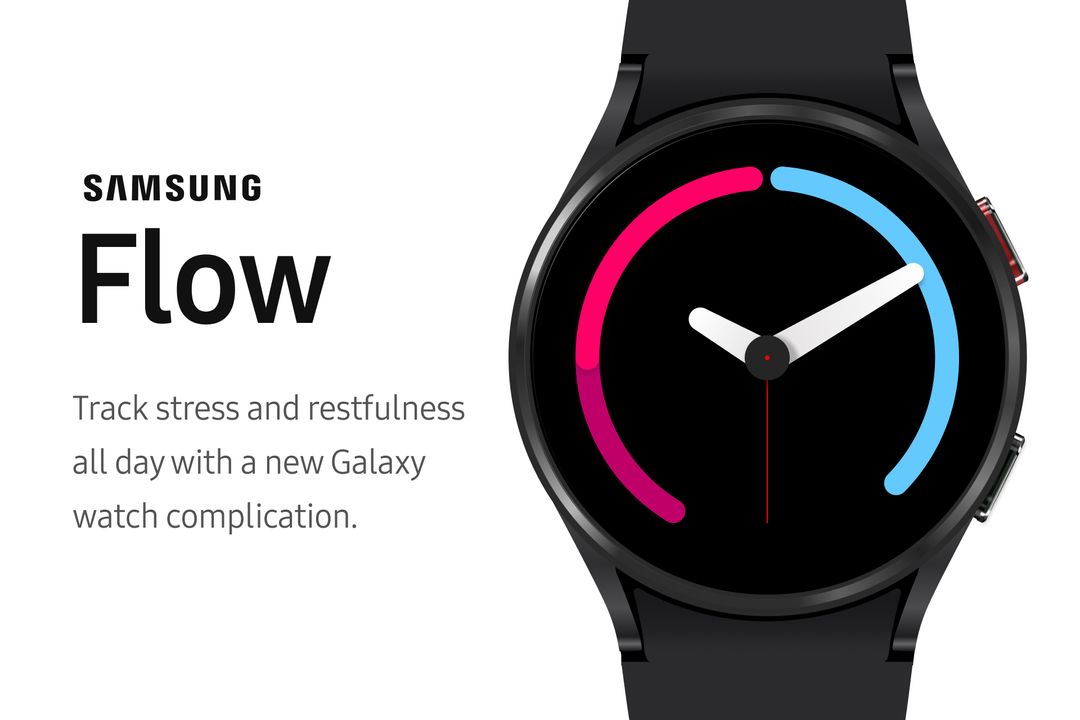 SAMSUNG
Flow
Track stress and restfulness
all day with a new Galaxy
watch complication.